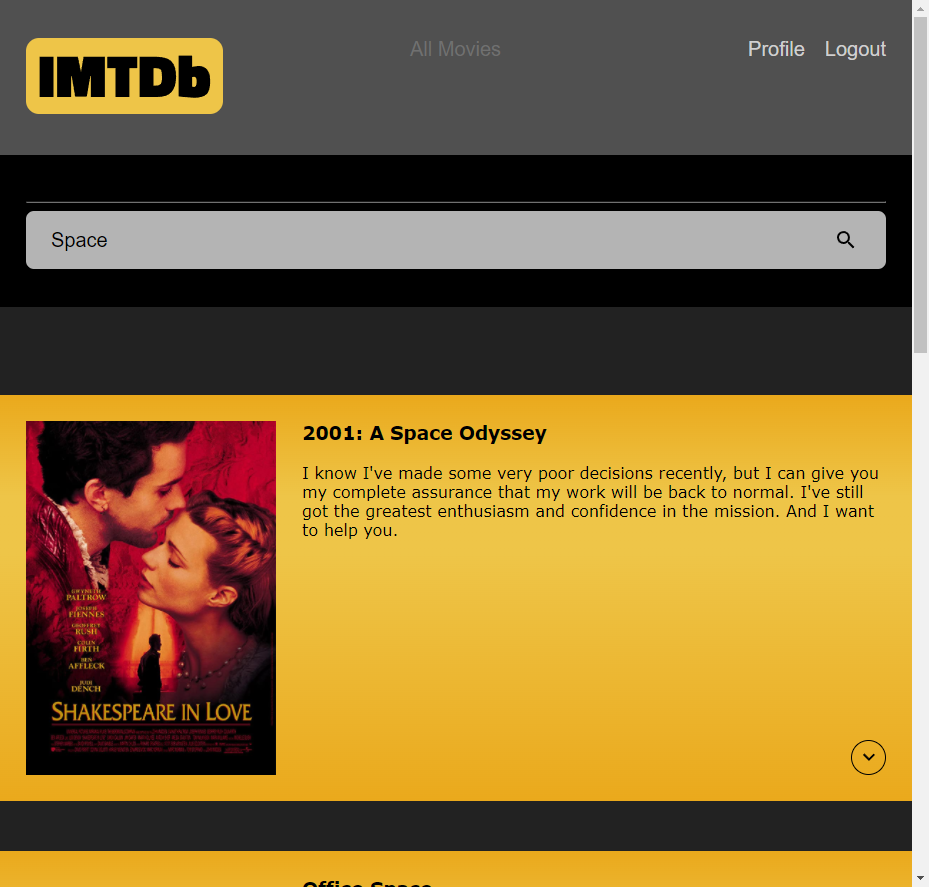 IMTDb
All Movies
Profile Logout
Space
2001: A Space Odyssey
I know I've made some very poor decisions recently, but I can give you
my complete assurance that my work will be back to normal. I've still
got the greatest enthusiasm and confidence in the mission. And I want
to help you.
GWYNETH
PALTROW
JOSEPH
FIENNES
GEOFFREY
RUSH
COLIN
FIRTH
BEN
AFFLECK
JUDI
DENCH
SHAKESPEARE IN LOVE
Office Space